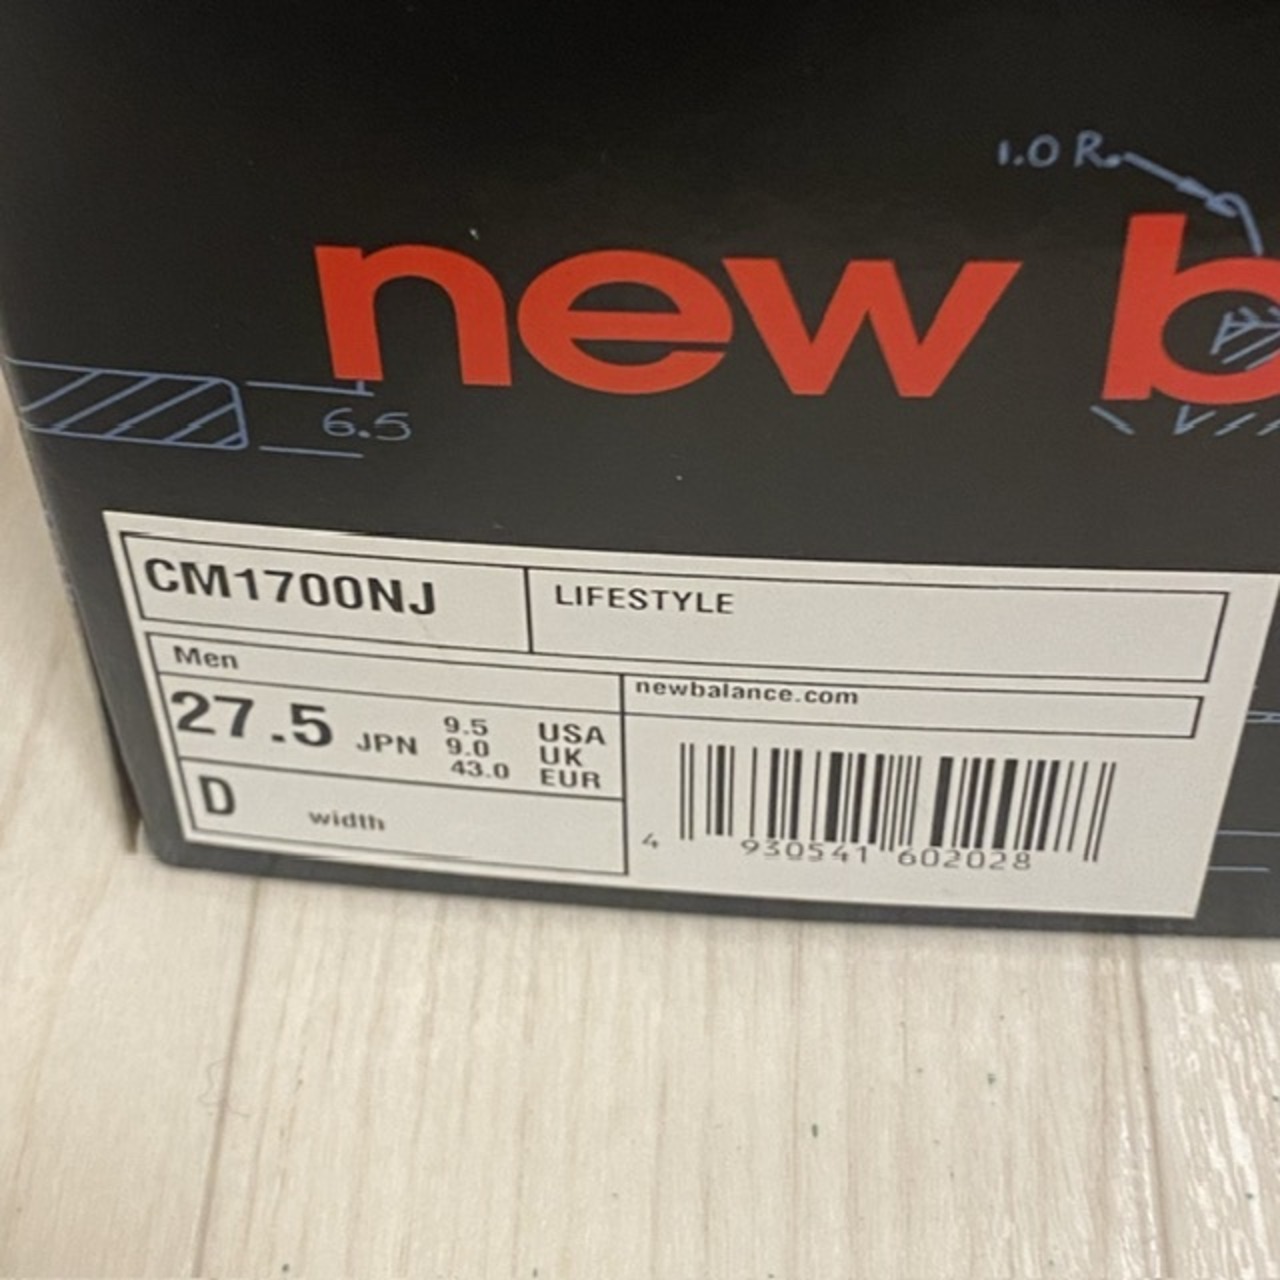 1.0 R.
new b
6.5
CM1700NJ
LIFESTYLE
Men
newbalance.com
27.5 JPN
9.5 USA
9.0 UK
43.0 EUR
D width
4 930541 602028